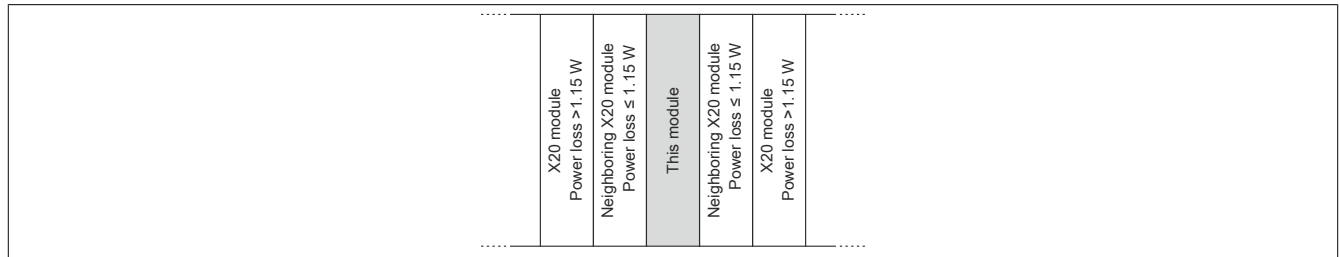 X20 module
Power loss >1.15 W
Neighboring X20 module
Power loss ≤ 1.15 W
This module
Neighboring X20 module
Power loss ≤ 1.15 W
X20 module
Power loss >1.15 W